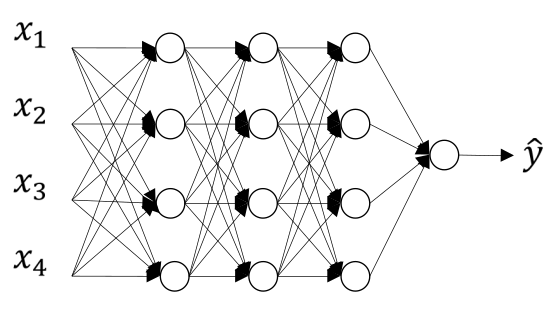 x₁
x₂
x₃
x₄
ŷ